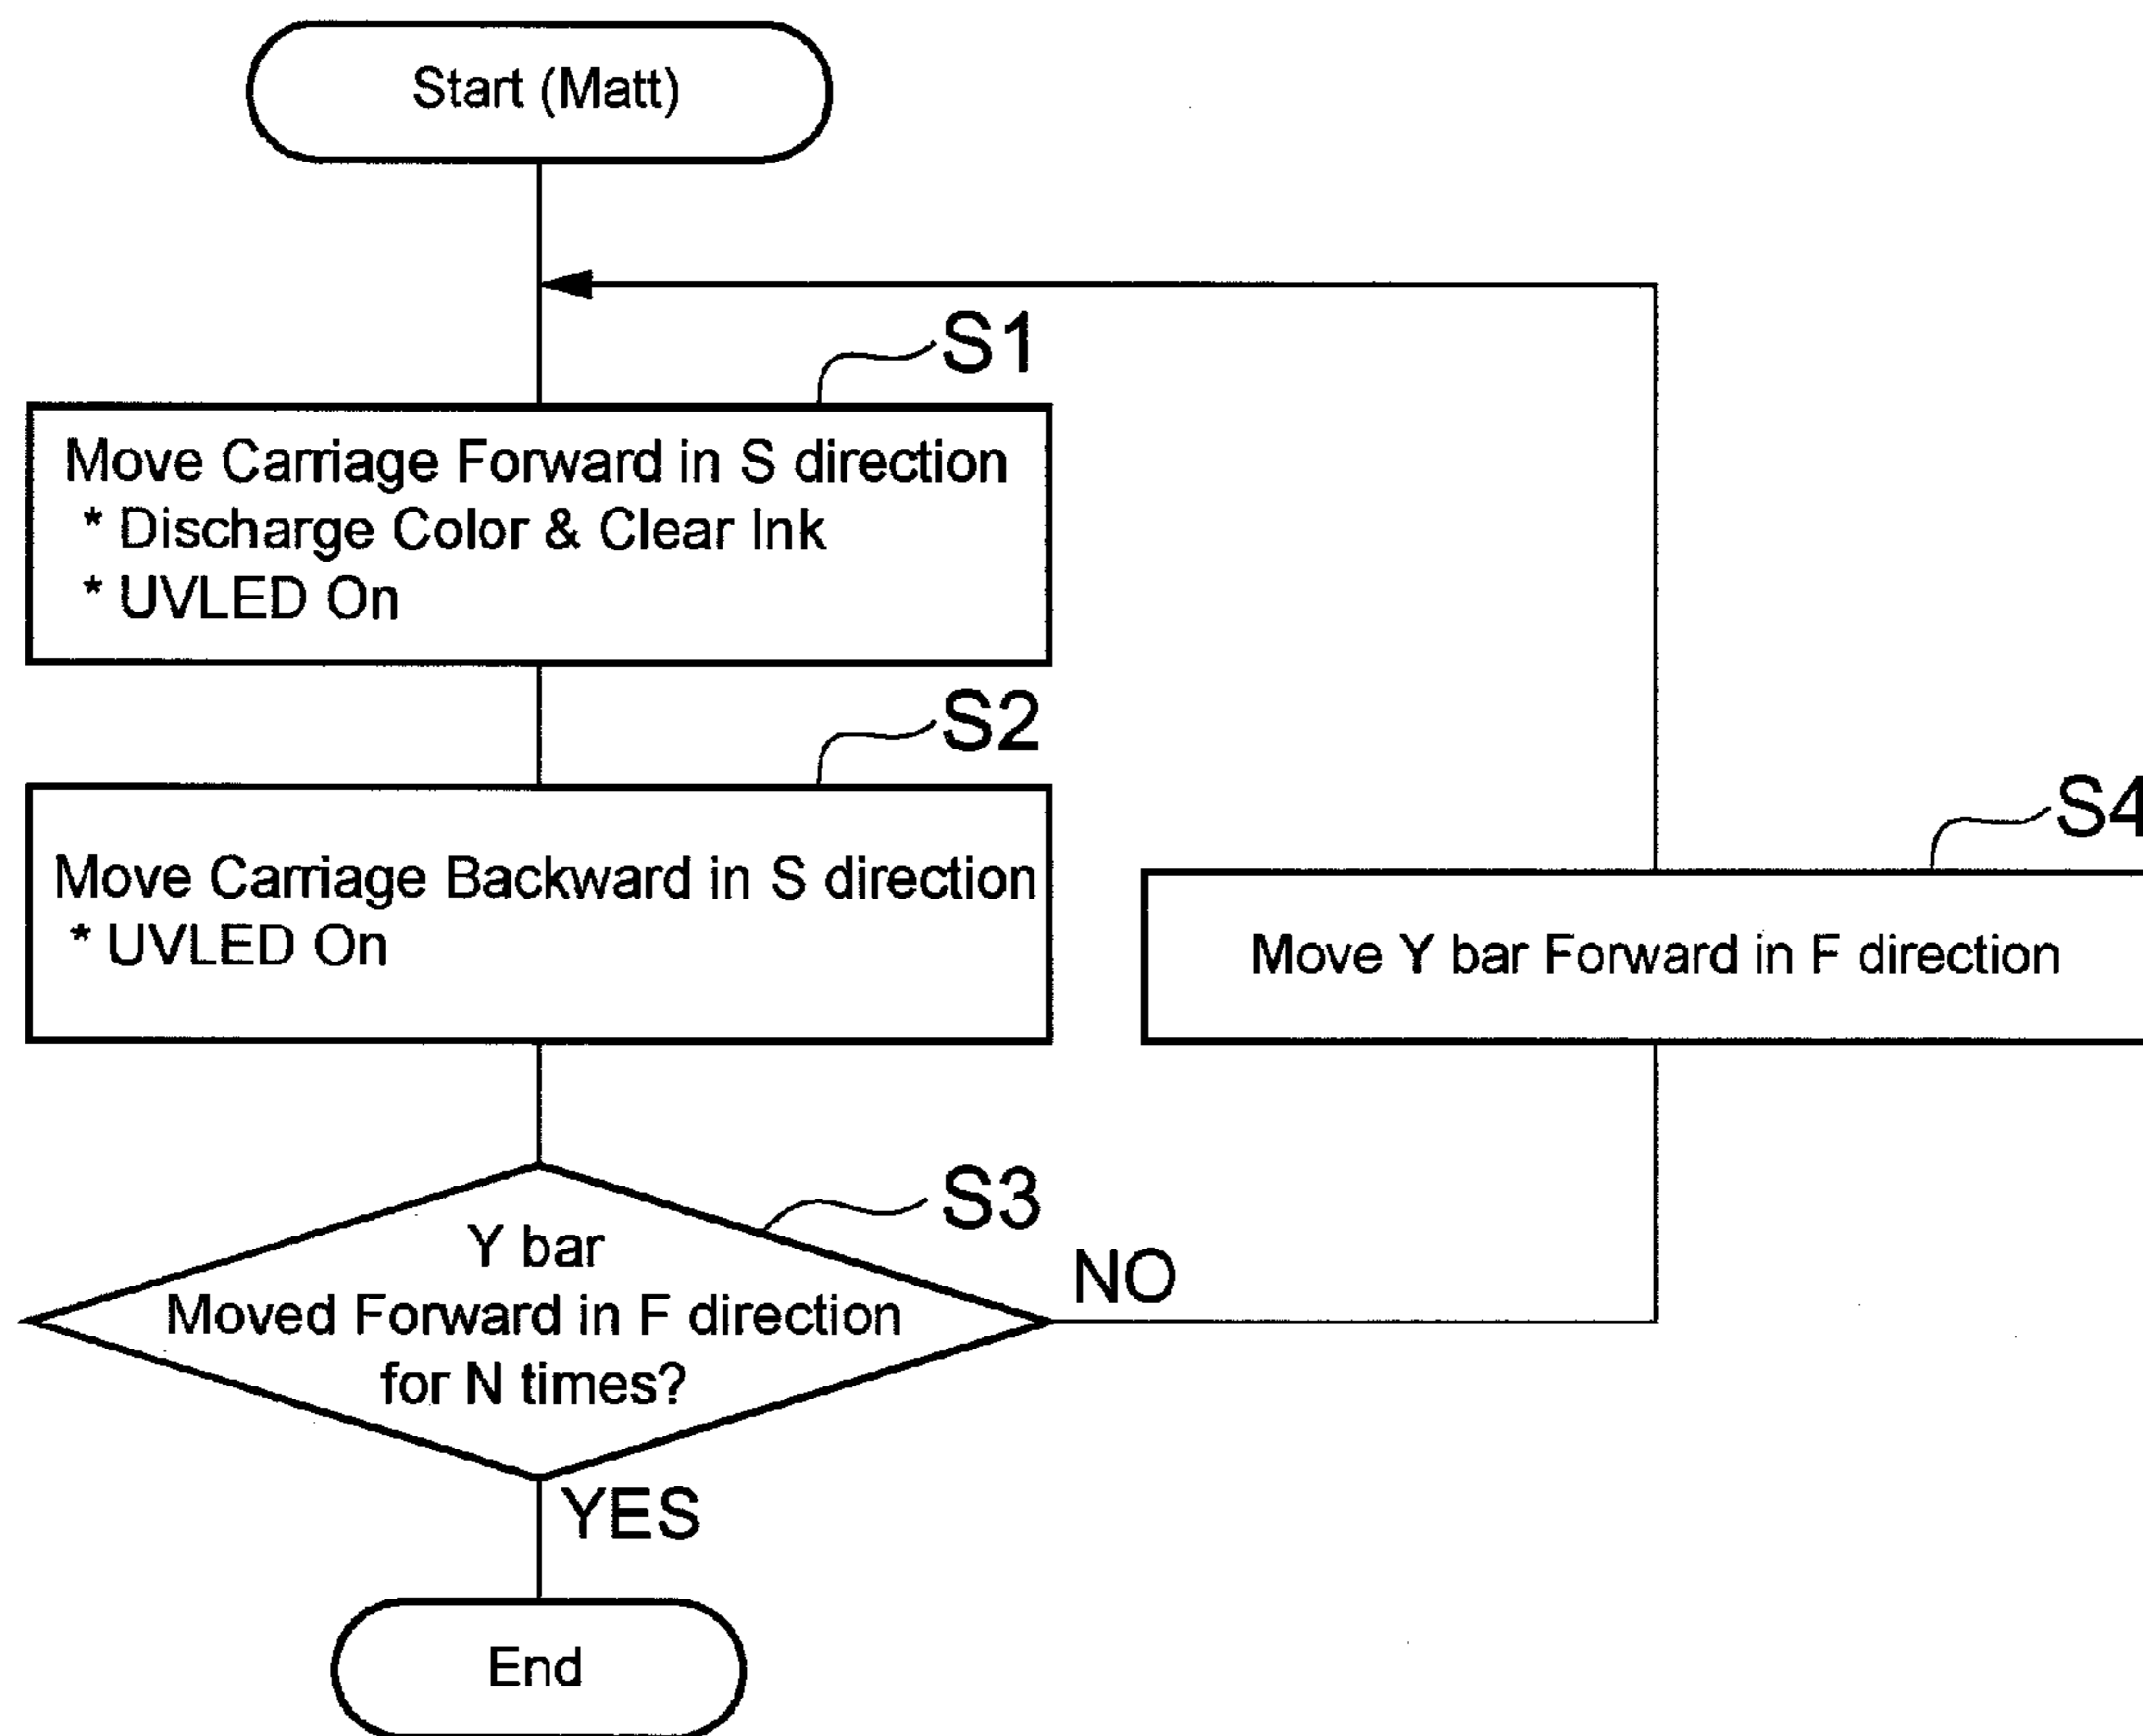 Start (Matt)
S1
Move Carriage Forward in S direction
* Discharge Color & Clear Ink
* UVLED On
S2
Move Carriage Backward in S direction
* UVLED On
S4
Move Y bar Forward in F direction
S3
Y bar
Moved Forward in F direction
for N times?
NO
YES
End